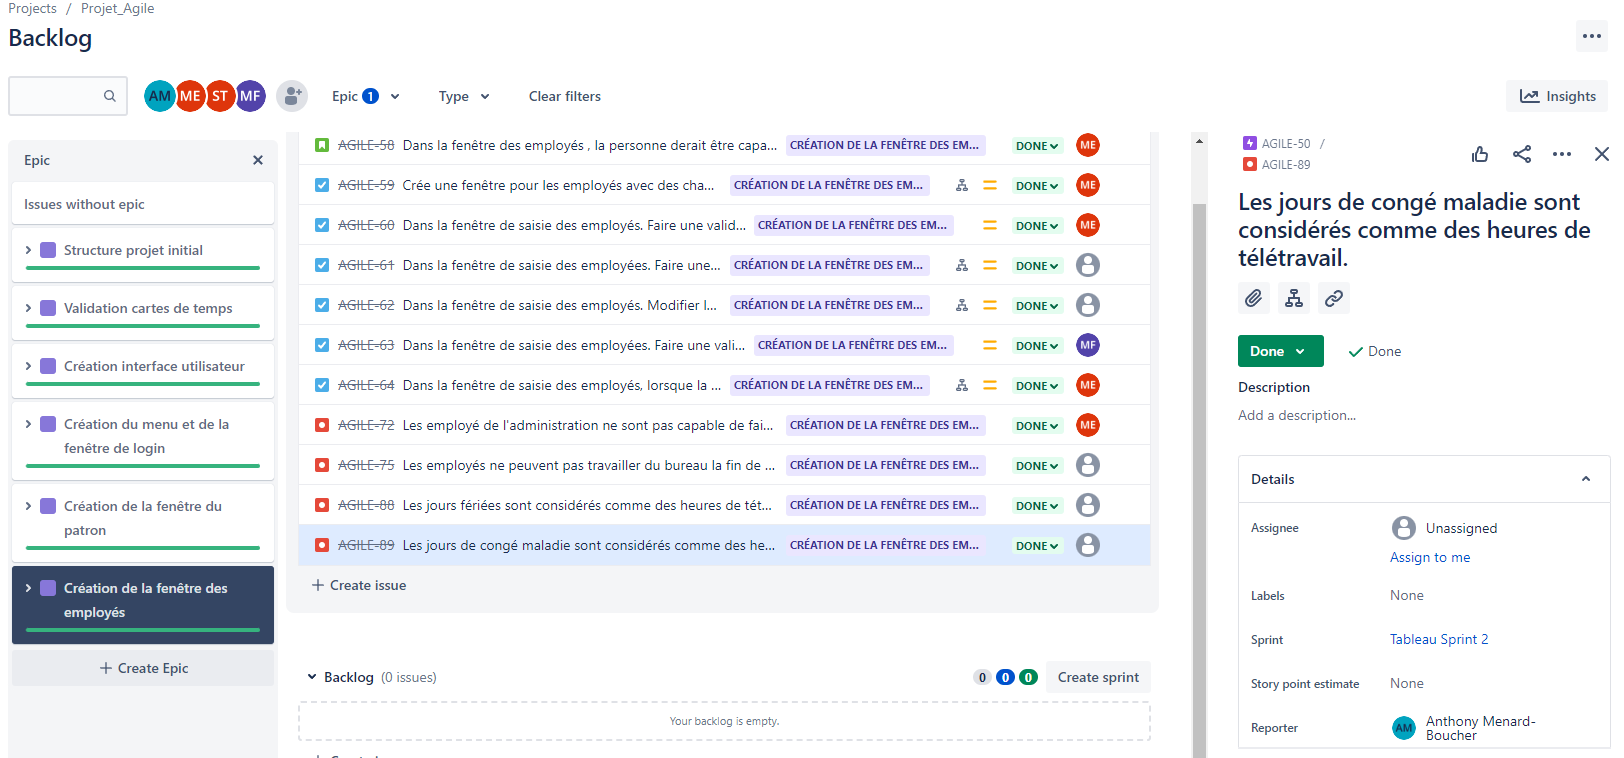 Projects / Projet_Agile
Backlog
AM ME ST MF
Epic 1
Type
Clear filters
Insights
Epic
Issues without epic
Structure projet initial
Validation cartes de temps
Création interface utilisateur
Création du menu et de la
fenêtre de login
Création de la fenêtre du
patron
Création de la fenêtre des
employés
+ Create Epic
AGILE-58 Dans la fenêtre des employés , la personne derait être capa... CRÉATION DE LA FENÊTRE DES EM... DONE ME
AGILE-59 Crée une fenêtre pour les employés avec des cha... CRÉATION DE LA FENÊTRE DES EM... DONE ME
AGILE-60 Dans la fenêtre de saisie des employés. Faire une valid... CRÉATION DE LA FENÊTRE DES EM... DONE ME
AGILE-61 Dans la fenêtre de saisie des employées. Faire une... CRÉATION DE LA FENÊTRE DES EM... DONE
AGILE-62 Dans la fenêtre de saisie des employés. Modifier l... CRÉATION DE LA FENÊTRE DES EM... DONE
AGILE-63 Dans la fenêtre de saisie des employées. Faire une vali... CRÉATION DE LA FENÊTRE DES EM... DONE MF
AGILE-64 Dans la fenêtre de saisie des employés, lorsque la ... CRÉATION DE LA FENÊTRE DES EM... DONE ME
AGILE-72 Les employé de l'administration ne sont pas capable de fai... CRÉATION DE LA FENÊTRE DES EM... DONE ME
AGILE-75 Les employés ne peuvent pas travailler du bureau la fin de ... CRÉATION DE LA FENÊTRE DES EM... DONE
AGILE-88 Les jours fériées sont considérés comme des heures de tét... CRÉATION DE LA FENÊTRE DES EM... DONE
AGILE-89 Les jours de congé maladie sont considérés comme des he... CRÉATION DE LA FENÊTRE DES EM... DONE
+ Create issue
Backlog (0 issues)
0 0 0
Create sprint
Your backlog is empty.
AGILE-50 /
AGILE-89
Les jours de congé maladie sont
considérés comme des heures de
télétravail.
Done
Done
Description
Add a description...
Details
Assignee Unassigned
Assign to me
Labels None
Sprint Tableau Sprint 2
Story point estimate None
Reporter AM Anthony Menard-
Boucher